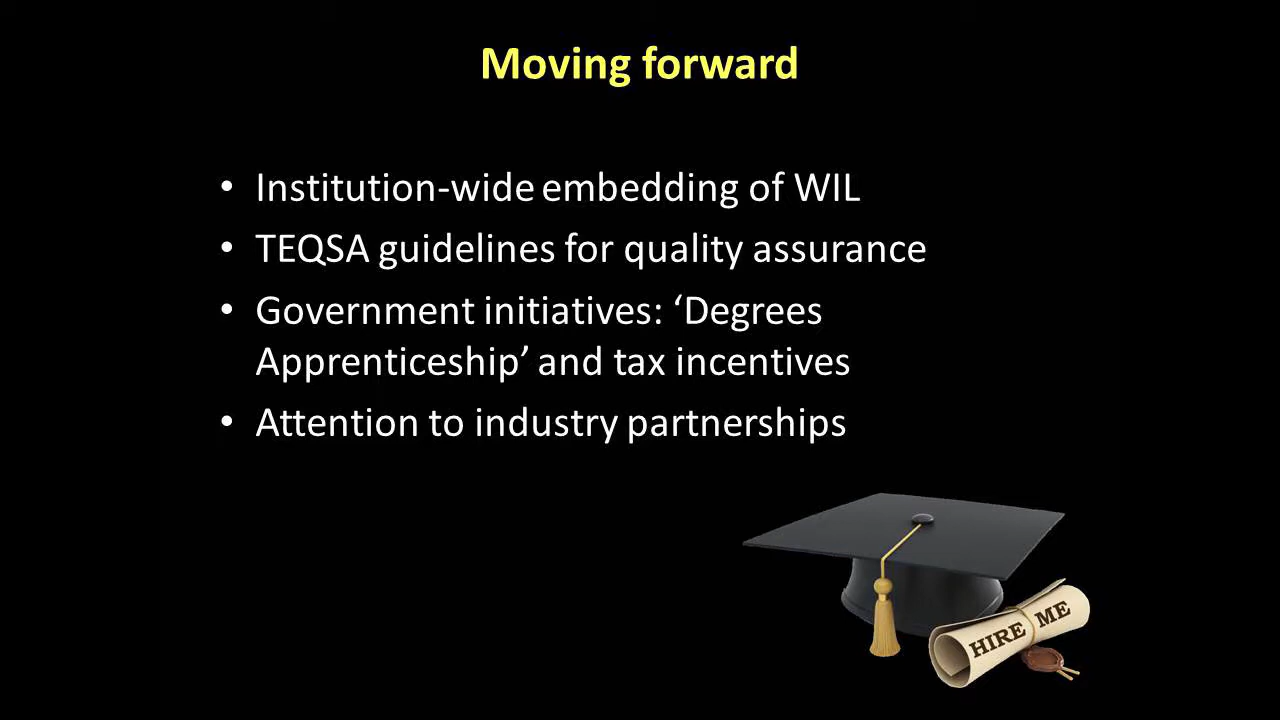 Moving forward
• Institution-wide embedding of WIL
• TEQSA guidelines for quality assurance
• Government initiatives: ‘Degrees
Apprenticeship’ and tax incentives
• Attention to industry partnerships
HIRE ME